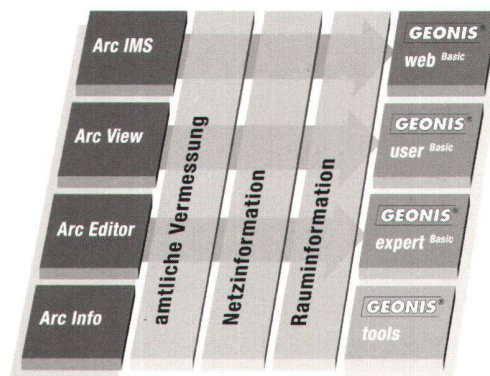 Arc IMS
Arc View
Arc Editor
Arc Info
amtliche Vermessung
Netzinformation
Rauminformation
GEONIS®
web Basic
GEONIS®
user Basic
GEONIS®
expert Basic
GEONIS®
tools